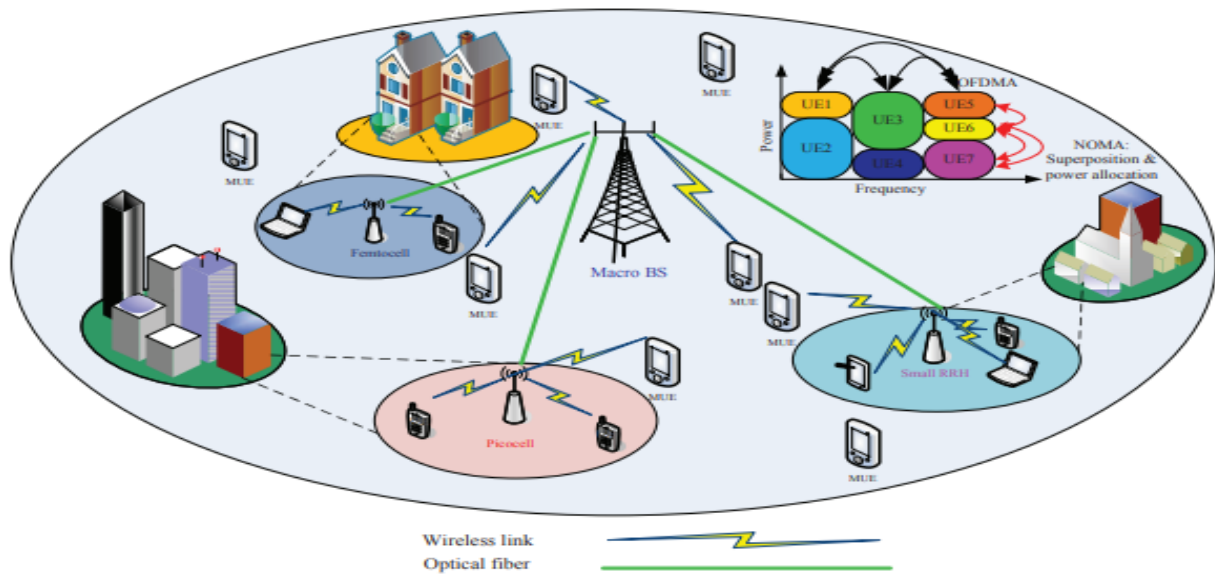 MUE
MUE
MUE
OFDMA
UE1
UE3
UE5
UE6
UE2
UE4
UE7
Power
Frequency
NOMA:
Superposition &
power allocation
Femtocell
Macro BS
MUE
MUE
MUE
MUE
Small RRH
Picocell
MUE
Wireless link
Optical fiber